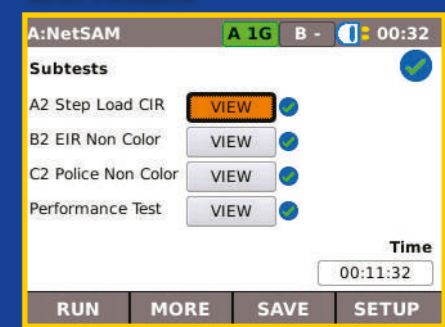 A:NetSAM A 1G B - 00:32
Subtests
A2 Step Load CIR VIEW
B2 EIR Non Color VIEW
C2 Police Non Color VIEW
Performance Test VIEW
Time
00:11:32
RUN MORE SAVE SETUP